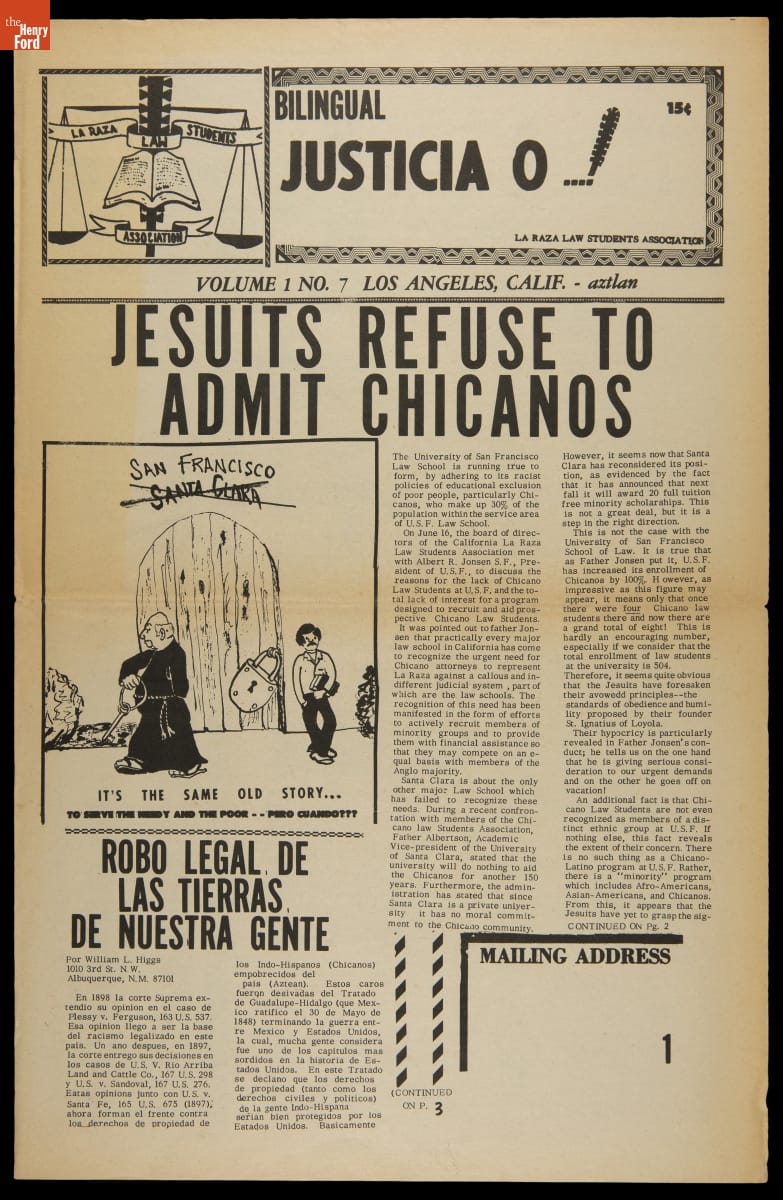 the
Henry
Ford
LA RAZA
LAW
STUDENTS
ASSOCIATION
BILINGUAL
15¢
JUSTICIA O ...!
LA RAZA LAW STUDENTS ASSOCIATION
VOLUME 1 NO. 7 LOS ANGELES, CALIF. - aztlan
JESUITS REFUSE TO
ADMIT CHICANOS
SAN FRANCISCO
SANTA CLARA
IT'S THE SAME OLD STORY...
TO SERVE THE NEEDY AND THE POOR - - PERO CUANDO???
The University of San Francisco
Law School is running true to
form, by adhering to its racist
policies of educational exclusion
of poor people, particularly Chi-
canos, who make up 30% of the
population within the service area
of U.S.F. Law School.
On June 16, the board of direc-
tors of the California La Raza
Law Students Association met
with Albert R. Jonsen S.F., Pre-
sident of U.S.F., to discuss the
reasons for the lack of Chicano
Law Students at U.S.F. and the to-
tal lack of interest for a program
designed to recruit and aid pros-
pective Chicano Law Students.
It was pointed out to father Jon-
sen that practically every major
law school in California has come
to recognize the urgent need for
Chicano attorneys to represent
La Raza against a callous and in-
different judicial system , part of
which are the law schools. The
recognition of this need has been
manifested in the form of efforts
to actively recruit members of
minority groups and to provide
them with financial assistance so
that they may compete on an e-
qual basis with members of the
Anglo majority.
Santa Clara is about the only
other major Law School which
has failed to recognize these
needs. During a recent confron-
tation with members of the Chi-
cano law Students Association,
Father Albertson, Academic
Vice-president of the University
of Santa Clara, stated that the
university will do nothing to aid
the Chicanos for another 150
years. Furthermore, the admin-
istration has stated that since
Santa Clara is a private univer-
sity it has no moral commit-
ment to the Chicano community.
However, it seems now that Santa
Clara has reconsidered its posi-
tion, as evidenced by the fact
that it has announced that next
fall it will award 20 full tuition
free minority scholarships. This
is not a great deal, but it is a
step in the right direction.
This is not the case with the
University of San Francisco
School of Law. It is true that
as Father Jonsen put it, U.S.F.
has increased its enrollment of
Chicanos by 100%. H owever, as
impressive as this figure may
appear, it means only that once
there were four Chicano law
students there and now there are
a grand total of eight! This is
hardly an encouraging number,
especially if we consider that the
total enrollment of law students
at the university is 504.
Therefore, it seems quite obvious
that the Jesuits have foresaken
their avowedd principles--the
standards of obedience and humi-
lity proposed by their founder
St. Ignatius of Loyola.
Their hypocricy is particularly
revealed in Father Jonsen's con-
duct; he tells us on the one hand
that he is giving serious consi-
deration to our urgent demands
and on the other he goes off on
vacation!
An additional fact is that Chi-
cano Law Students are not even
recognized as members of a dis-
tinct ethnic group at U.S.F. If
nothing else, this fact reveals
the extent of their concern. There
is no such thing as a Chicano-
Latino program at U.S.F. Rather,
there is a "minority" program
which includes Afro-Americans,
Asian-Americans, and Chicanos.
From this, it appears that the
Jesuits have yet to grasp the sig-
CONTINUED ON Pg. 2
ROBO LEGAL DE
LAS TIERRAS
DE NUESTRA GENTE
Por William L. Higgs
1010 3rd St. N.W.
Albuquerque, N.M. 87101
En 1898 la corte Suprema ex-
tendio su opinion en el caso de
Plessy v. Ferguson, 163 U.S. 537.
Esa opinion llego a ser la base
del racismo legalizado en este
pais. Un ano despues, en 1897,
la corte entrego sus decisiones en
los casos de U.S. V. Rio Arriba
Land and Cattle Co., 167 U.S. 298
y U.S. v. Sandoval, 167 U.S. 276.
Eatas opinions junto con U.S. v.
Santa Fe, 165 U.S. 675 (1897),
ahora forman el frente contra
los derechos de propiedad de
los Indo-Hispanos (Chicanos)
empobrecidos del
pais (Aztean). Estos caros
fuerqn desivadas del Tratado
de Guadalupe-Hidalgo (que Mex-
ico ratifico el 30 de Mayo de
1848) terminando la guerra ent-
re Mexico y Estados Unidos,
la cual, mucha gente considera
fue uno de los capitulos mas
sordidos en la historia de Es-
tados Unidos. En este Tratado
se declano que los derechos
de propiedad (tanto como los
derechos civiles y politicos)
de la gente Indo-Hispana
serian bien protegidos por los
Estados Unidos. Basicamente
(CONTINUED
ON P. 3
MAILING ADDRESS
1